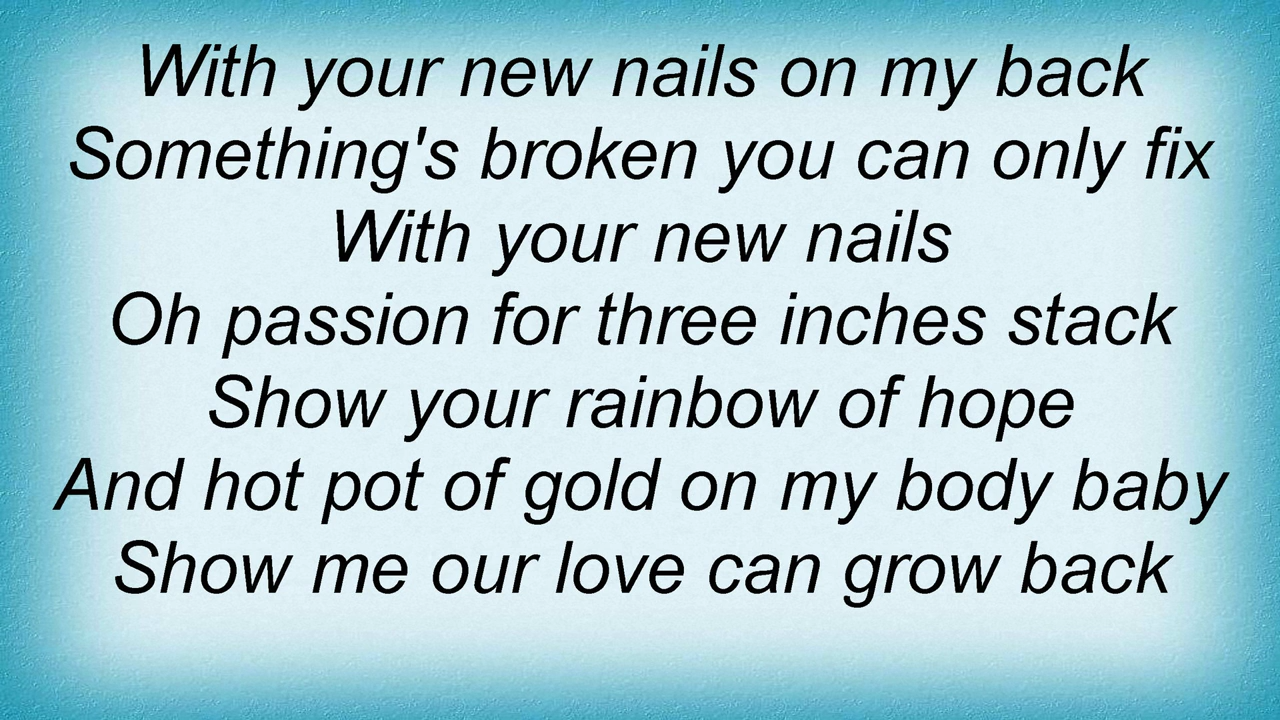 With your new nails on my back
Something's broken you can only fix
With your new nails
Oh passion for three inches stack
Show your rainbow of hope
And hot pot of gold on my body baby
Show me our love can grow back